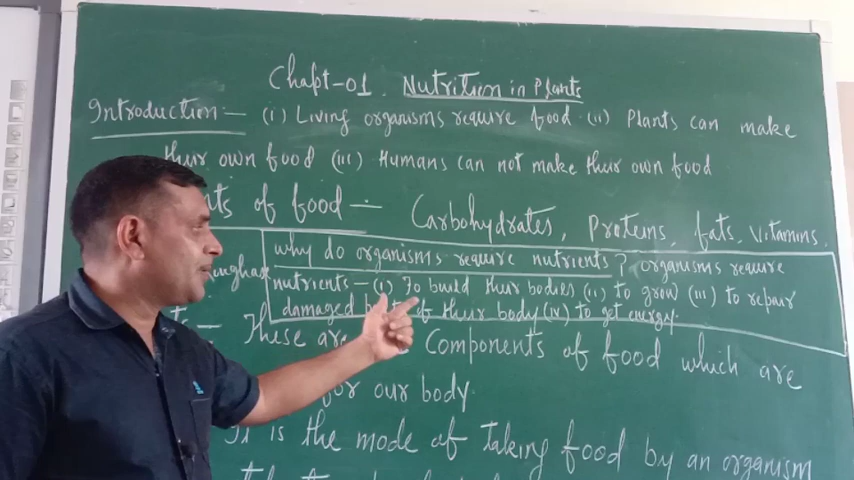 Chapt-01. Nutrition in Plants
Introduction:— (i) Living organisms require food (ii) Plants can make
their own food (iii) Humans can not make their own food
of food:— Carbohydrates, Proteins, fats, Vitamins,
Why do organisms require nutrients? organisms require
nutrients—(i) To build their bodies (ii) to grow (iii) to repair
damaged of their body (iv) to get energy.
These are Components of food which are
for our body.
It is the mode of taking food by an organism